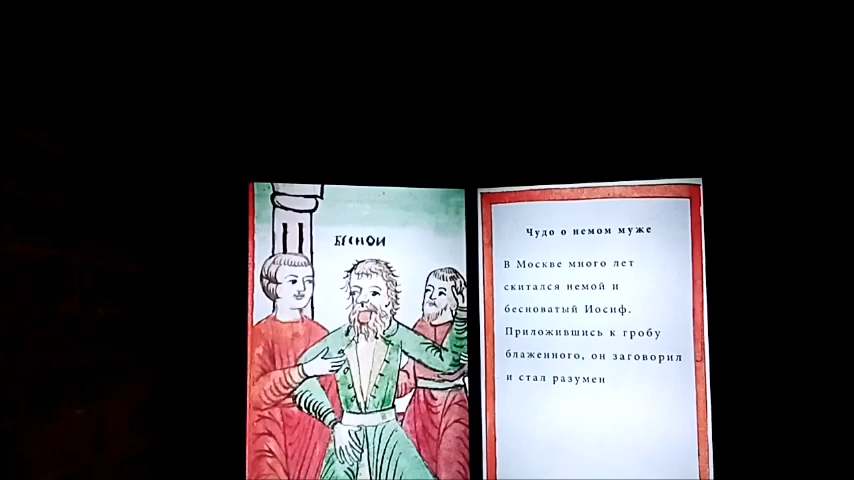 БЕСНОИ
Чудо о немом муже
В Москве много лет
скитался немой и
бесноватый Иосиф.
Приложившись к гробу
блаженного, он заговорил
и стал разумен